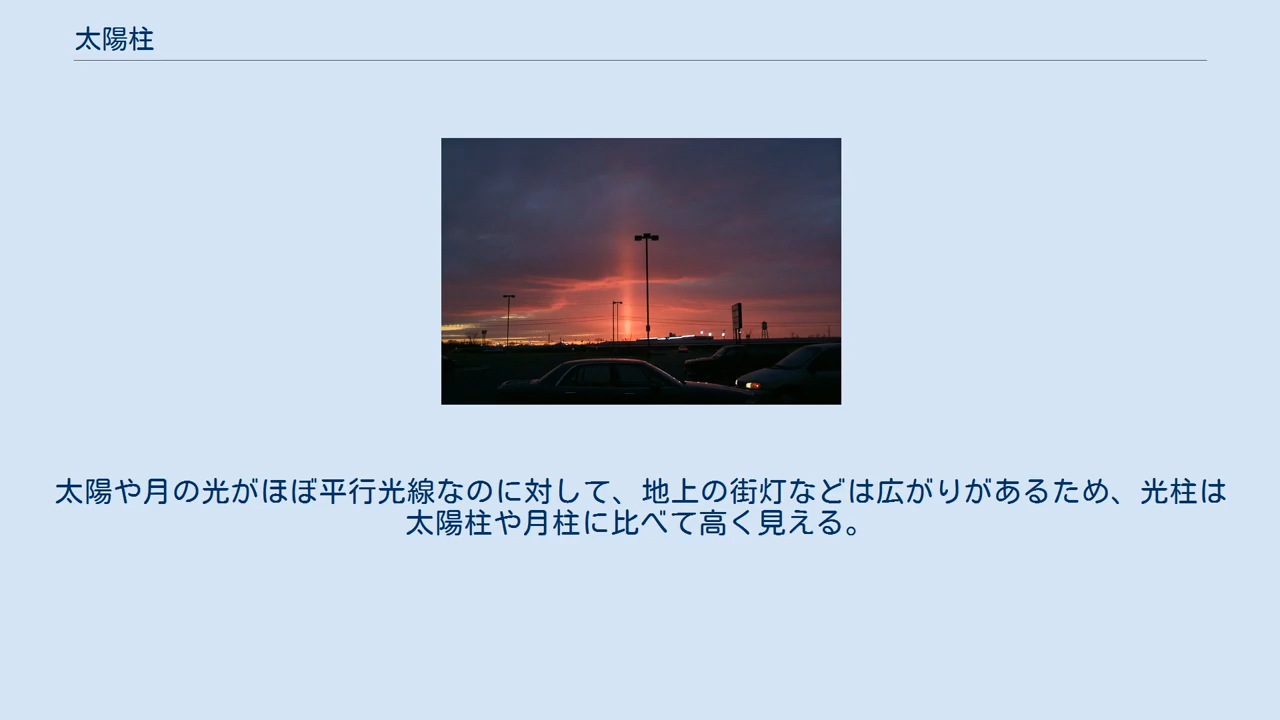 太陽柱
太陽や月の光がほぼ平行光線なのに対して、地上の街灯などは広がりがあるため、光柱は
太陽柱や月柱に比べて高く見える。